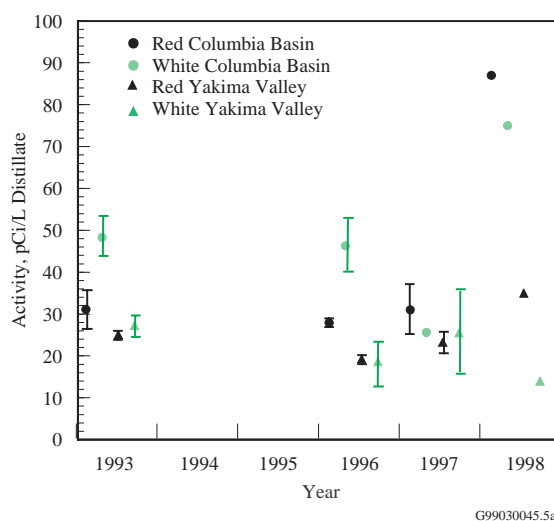 100
90
80
70
60
50
40
30
20
10
0
Activity, pCi/L Distillate
Red Columbia Basin
White Columbia Basin
Red Yakima Valley
White Yakima Valley
1993 1994 1995 1996 1997 1998
Year
G99030045.5a